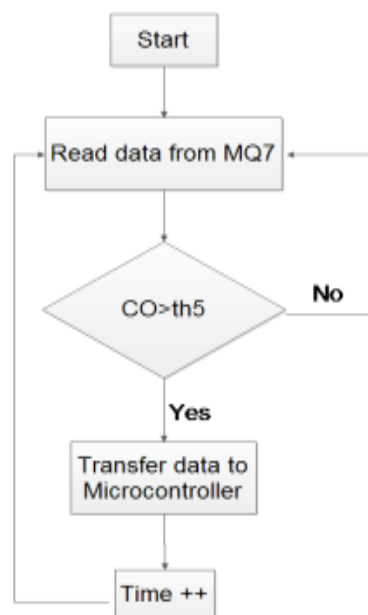 Start
Read data from MQ7
CO>th5
No
Yes
Transfer data to
Microcontroller
Time ++